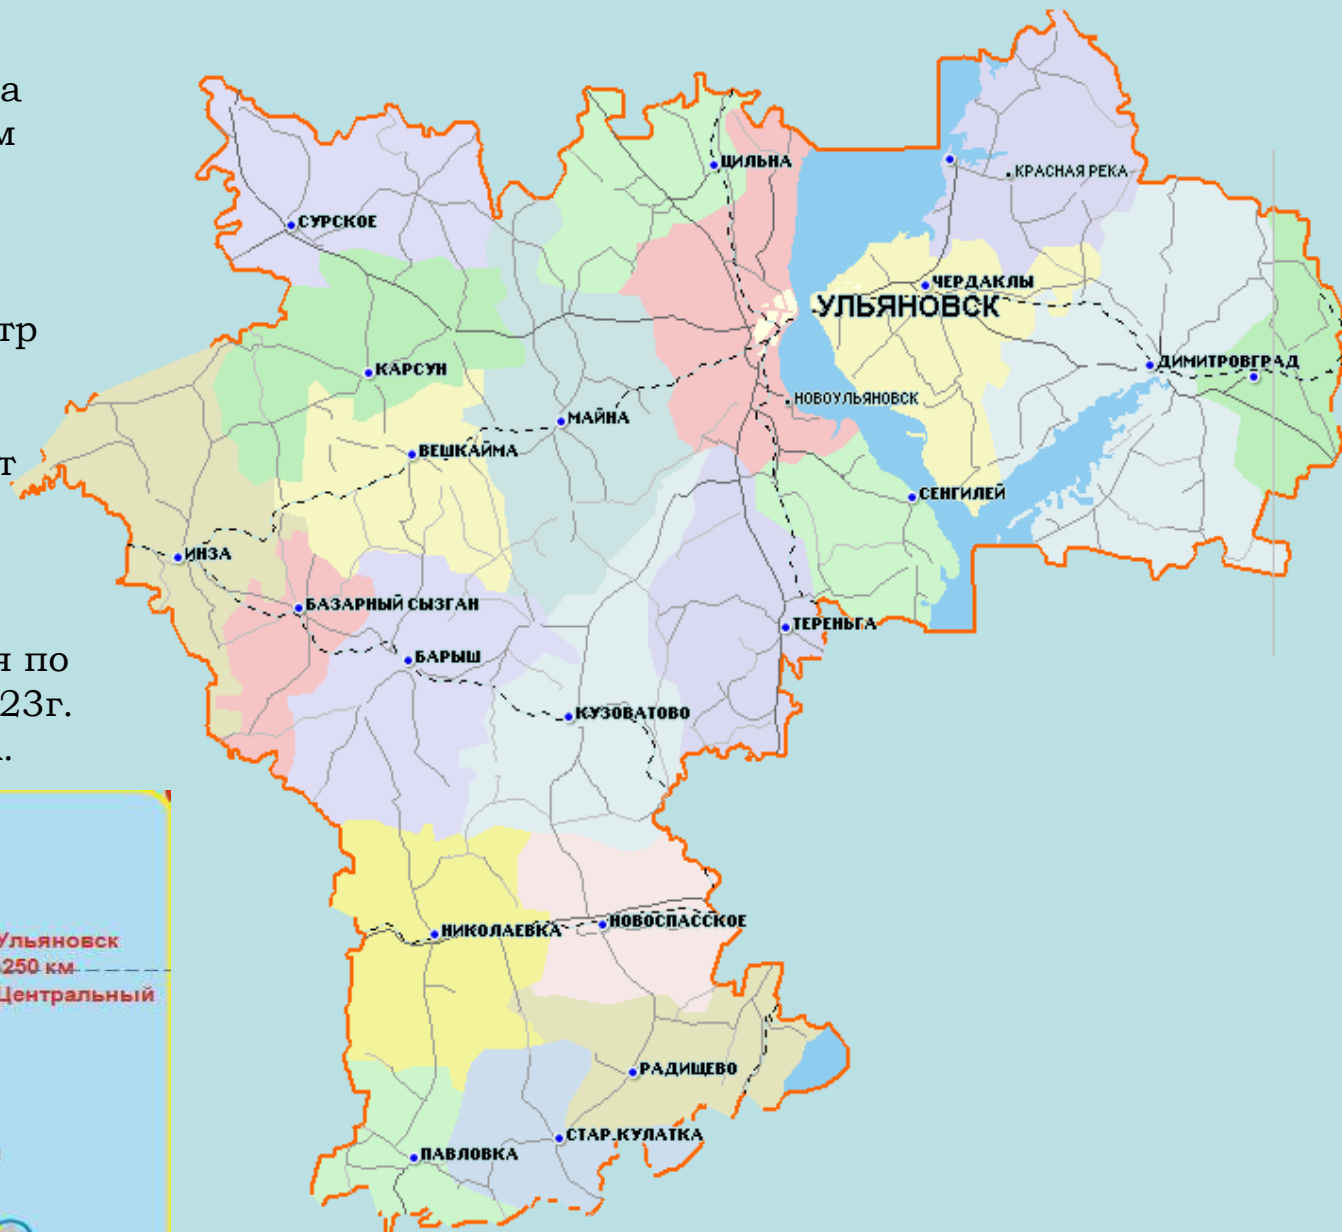 а
м
тр
т
я по
23г.
ЦИЛЬНА
КРАСНАЯ РЕКА
СУРСКОЕ
ЧЕРДАКЛЫ
УЛЬЯНОВСК
КАРСУН
ДИМИТРОВГРАД
НОВОУЛЬЯНОВСК
МАЙНА
ВЕШКАЙМА
СЕНГИЛЕЙ
ИНЗА
БАЗАРНЫЙ СЫЗГАН
ТЕРЕНЬГА
БАРЫШ
КУЗОВАТОВО
НИКОЛАЕВКА
НОВОСПАССКОЕ
РАДИЩЕВО
СТАР.КУЛАТКА
ПАВЛОВКА
Ульяновск
250 км
Центральный